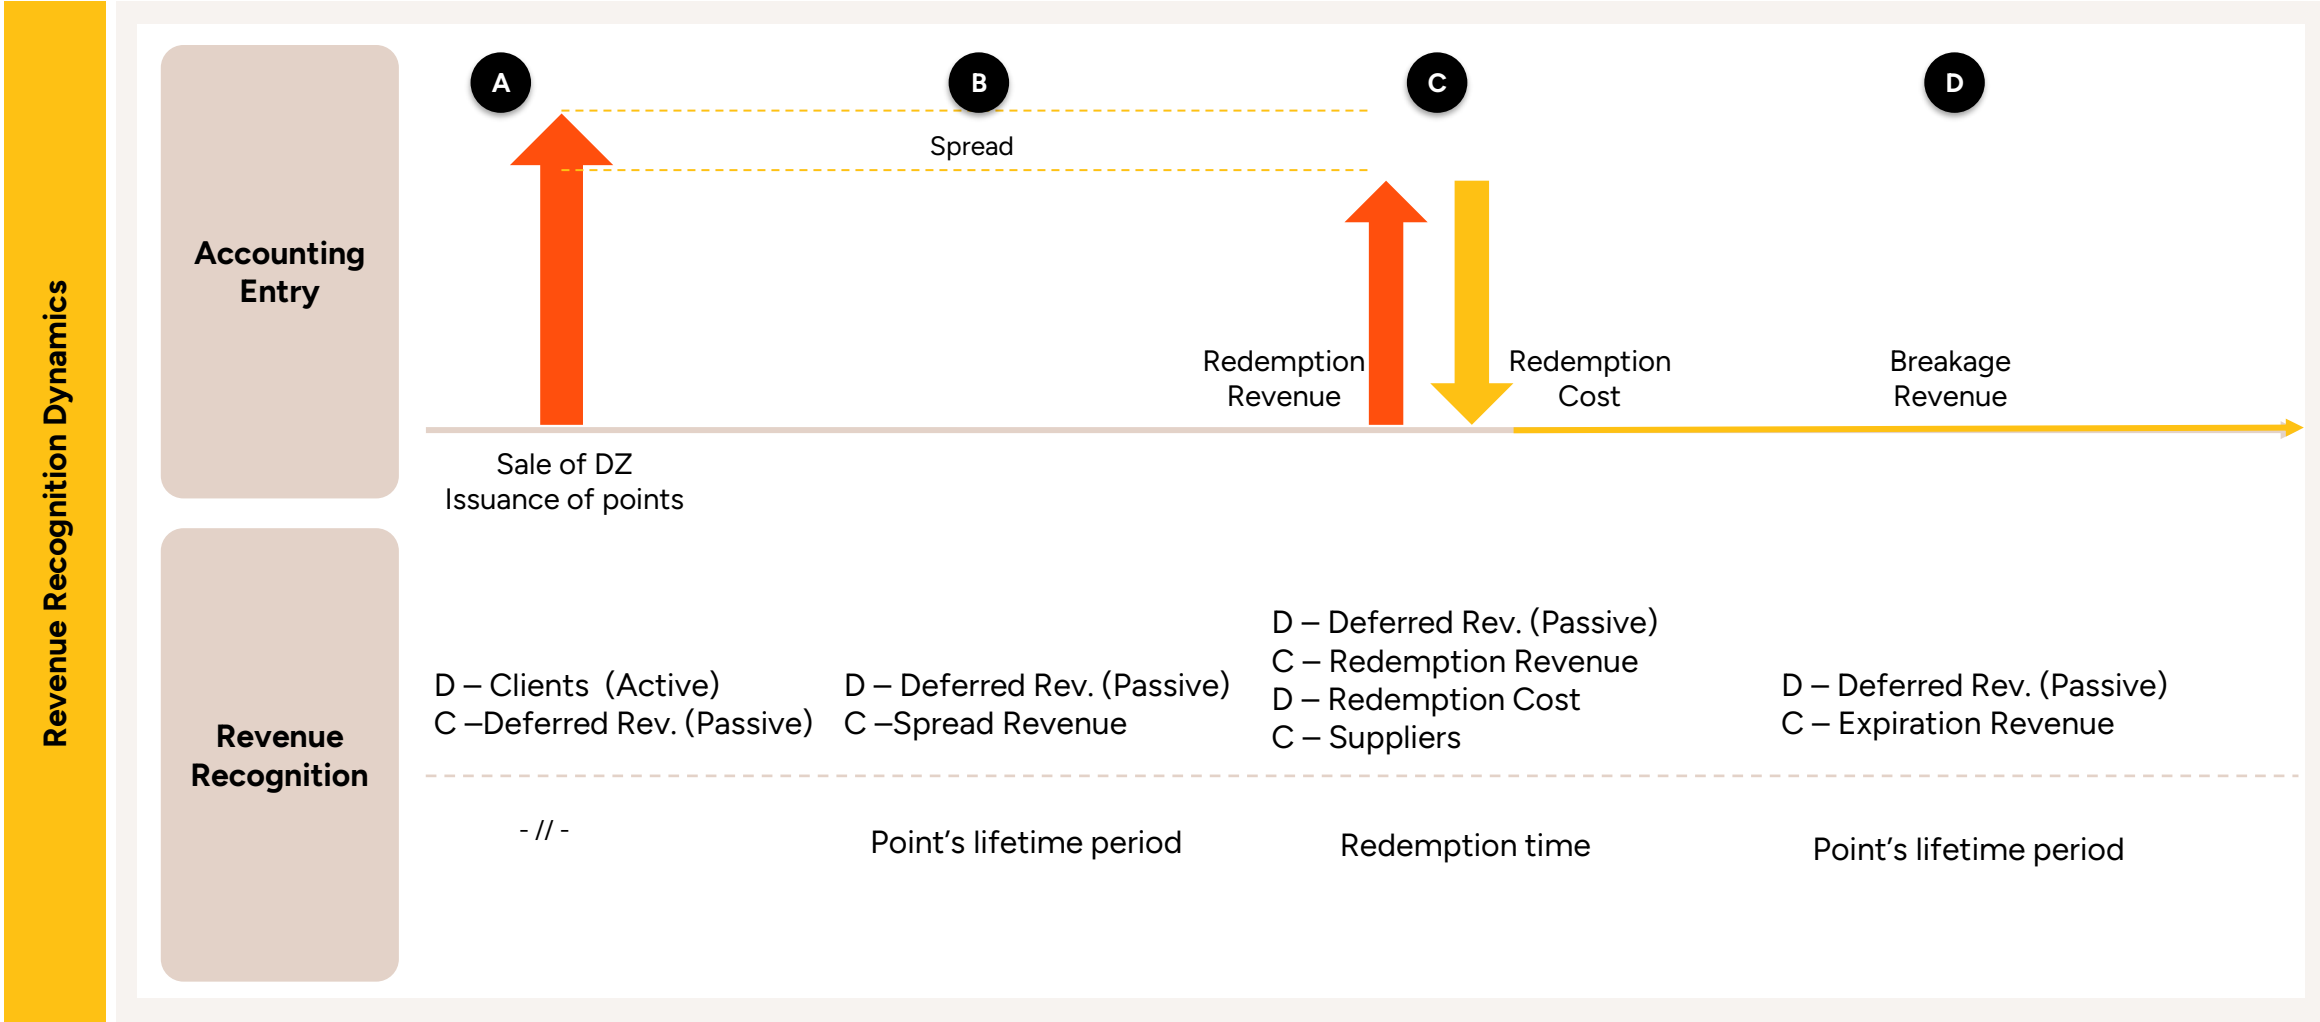 Revenue Recognition Dynamics
Accounting
Entry
A
B
C
D
Spread
Redemption
Revenue
Redemption
Cost
Breakage
Revenue
Sale of DZ
Issuance of points
Revenue
Recognition
D – Clients  (Active)
C –Deferred Rev. (Passive)
D – Deferred Rev. (Passive)
C –Spread Revenue
D – Deferred Rev. (Passive)
C – Redemption Revenue
D – Redemption Cost
C – Suppliers
D – Deferred Rev. (Passive)
C – Expiration Revenue
- // -
Point’s lifetime period
Redemption time
Point’s lifetime period